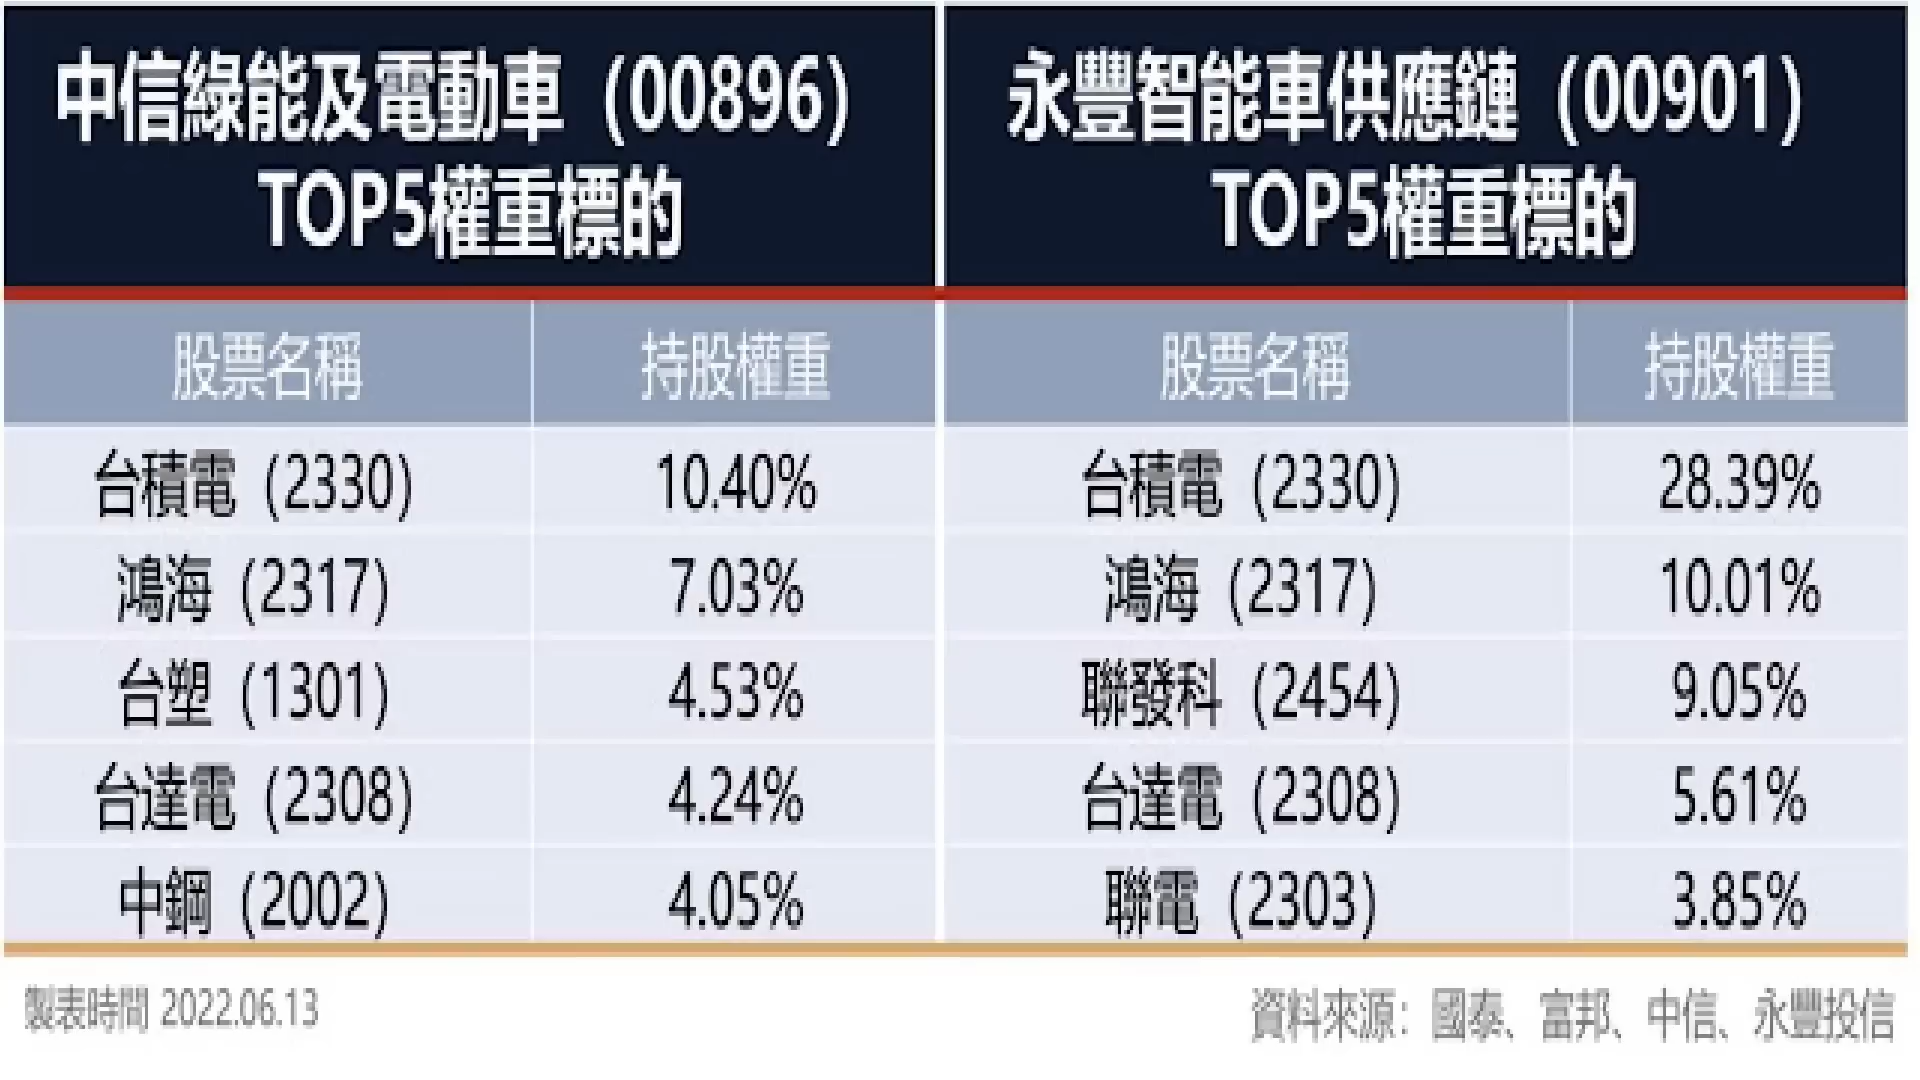 中信綠能及電動車（00896）
TOP5權重標的
永豐智能車供應鏈（00901）
TOP5權重標的
股票名稱 持股權重 股票名稱 持股權重
台積電（2330） 10.40% 台積電（2330） 28.39%
鴻海（2317） 7.03% 鴻海（2317） 10.01%
台塑（1301） 4.53% 聯發科（2454） 9.05%
台達電（2308） 4.24% 台達電（2308） 5.61%
中鋼（2002） 4.05% 聯電（2303） 3.85%
製表時間 2022.06.13 資料來源：國泰、富邦、中信、永豐投信